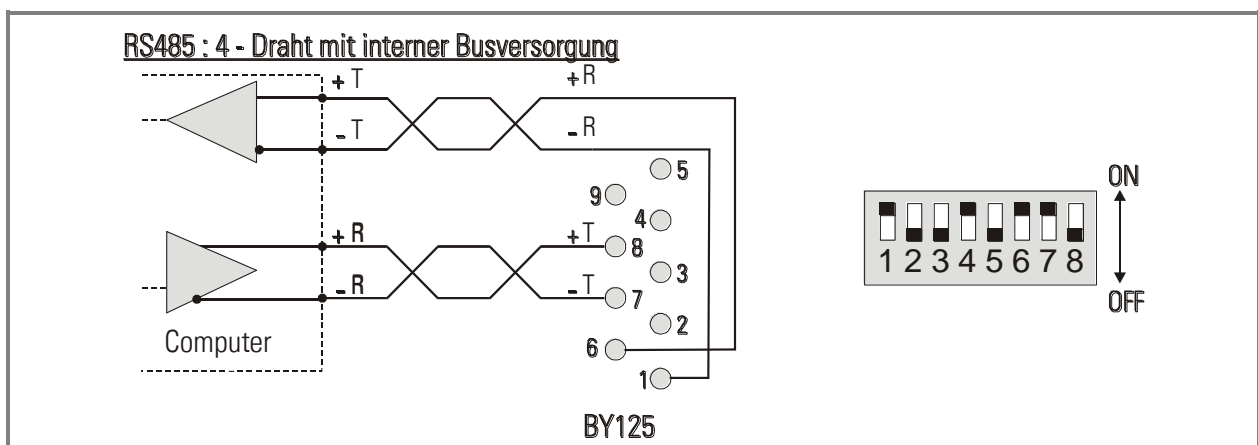 RS485 : 4 - Draht mit interner Busversorgung
+ T
+ R
- T
- R
5
9
4
+ R
+ T
8
3
- R
- T
7
2
Computer
6
1
BY125
ON
1 2 3 4 5 6 7 8
OFF